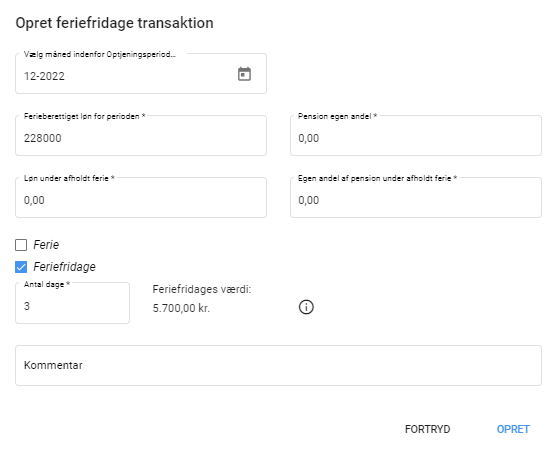 Opret feriefridage transaktion
Vælg måned indenfor Optjeningsperiod...
12-2022
Ferieberettiget løn for perioden *
228000
Pension egen andel *
0,00
Løn under afholdt ferie *
0,00
Egen andel af pension under afholdt ferie *
0,00
Ferie
Feriefridage
Antal dage *
3
Feriefridages værdi:
5.700,00 kr.
Kommentar
FORTRYD
OPRET